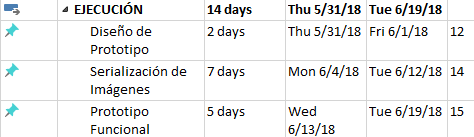 EJECUCIÓN 14 days Thu 5/31/18 Tue 6/19/18
Diseño de 2 days Thu 5/31/18 Fri 6/1/18 12
Prototipo
Serialización de 7 days Mon 6/4/18 Tue 6/12/18 14
Imágenes
Prototipo 5 days Wed Tue 6/19/18 15
Funcional 6/13/18